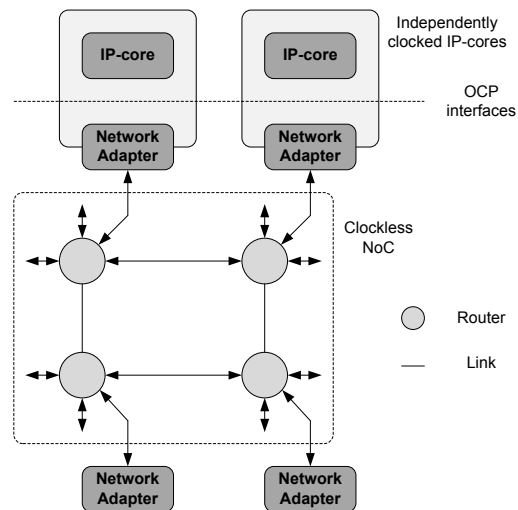 IP-core
IP-core
Independently
clocked IP-cores
OCP
interfaces
Network
Adapter
Network
Adapter
Clockless
NoC
Router
Link
Network
Adapter
Network
Adapter